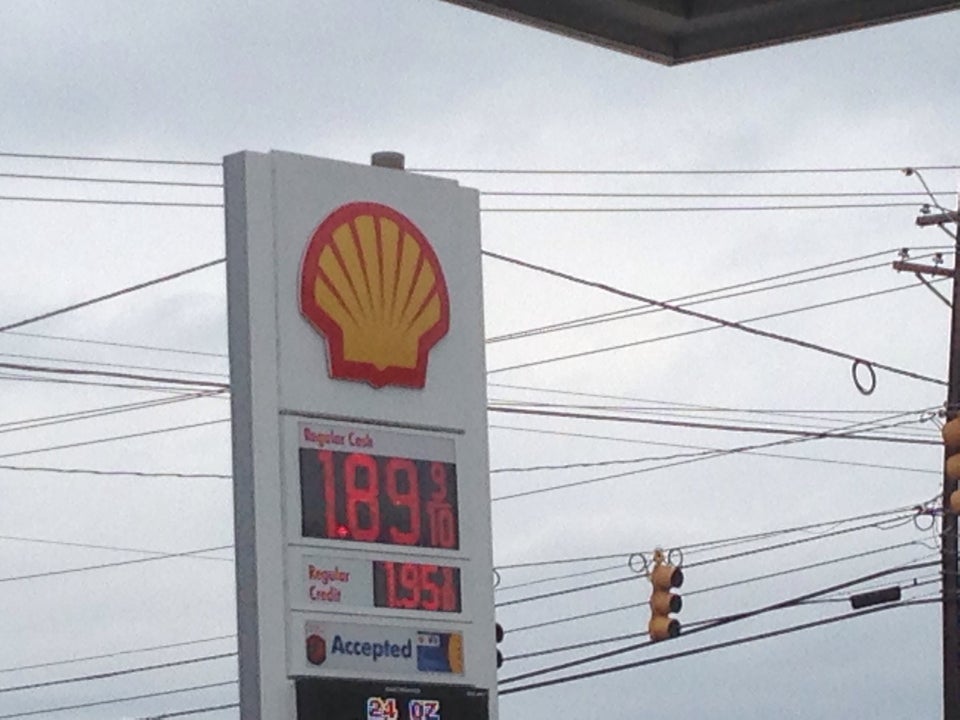 Regular Cash
1.89 9/10
Regular
Credit
1.95
Accepted
24 OZ